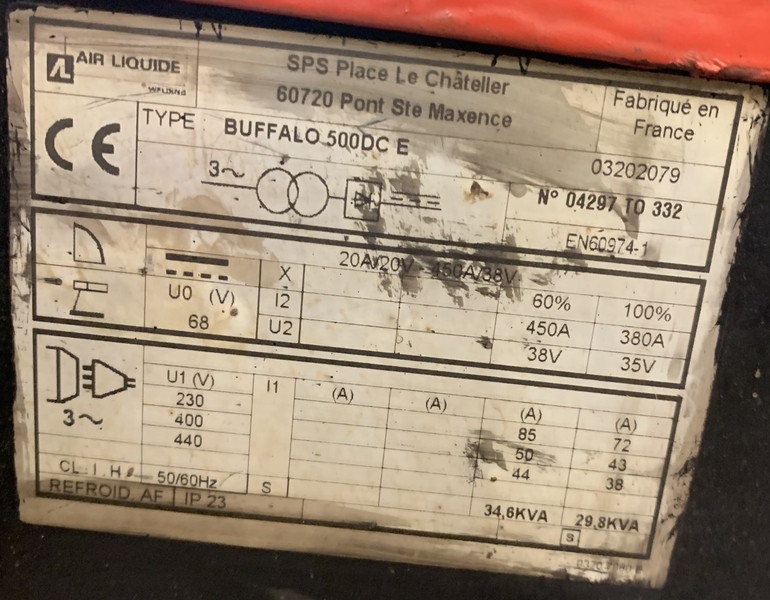 AIR LIQUIDE
WELDING
SPS Place Le Châtelier
60720 Pont Ste Maxence
Fabriqué en
France
CE
TYPE BUFFALO 500DC E
03202079
3~
N° 04297 TO 332
EN60974-1
20A/20V - 450A/38V
X 60% 100%
U0 (V) I2 450A 380A
68 U2 38V 35V
U1 (V) I1 (A) (A) (A) (A)
230 85 72
400 50 43
440 44 38
3~
CL. I. H 50/60Hz S 34,6KVA 29,8KVA
REFROID. AF IP 23
S